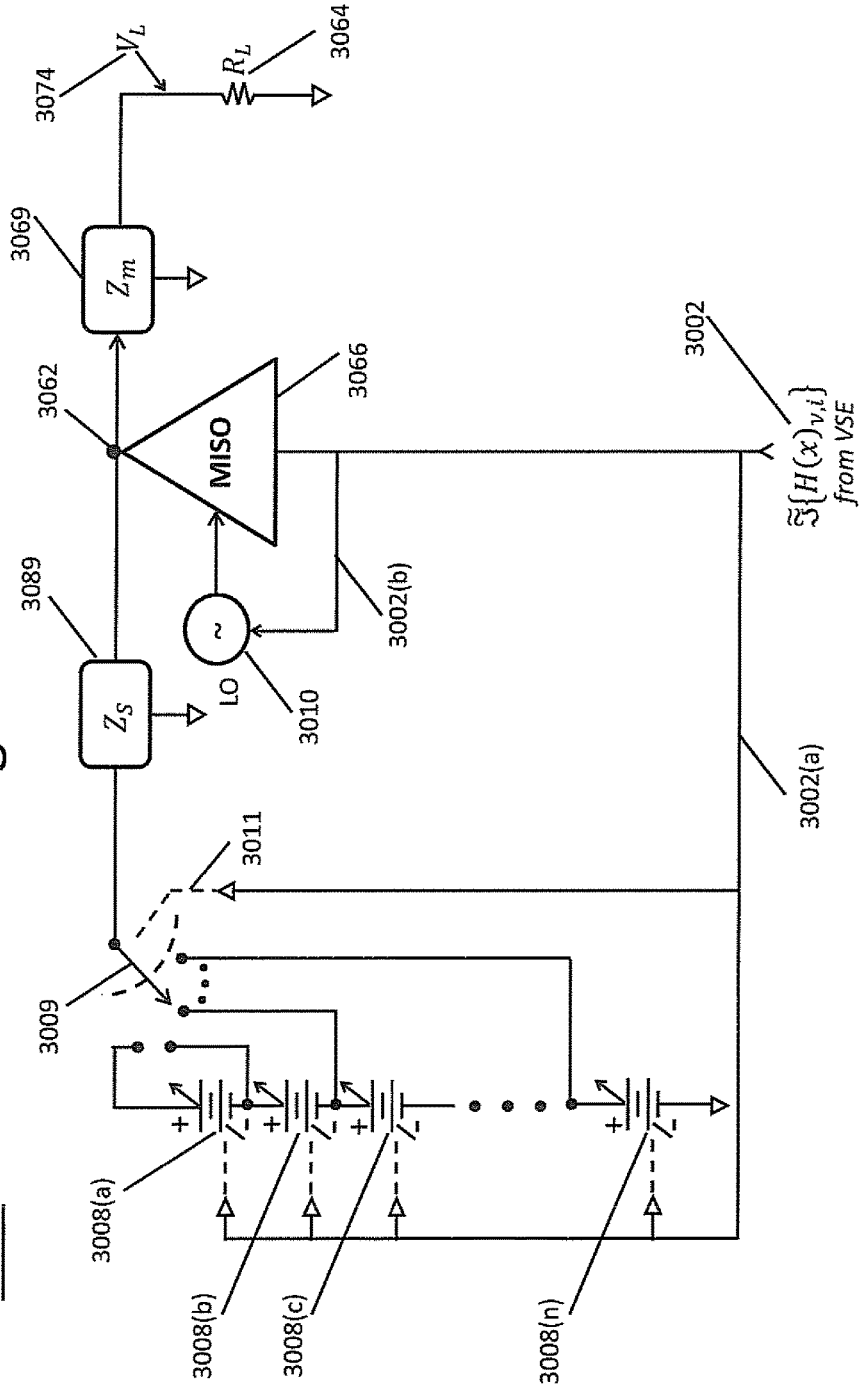 3074
V_L
R_L
3064
3069
Z_m
3062
MISO
3066
3089
Z_S
LO
~
3010
3002(b)
3002
𝕴̃{H(x)_{v,i}}
from VSE
3002(a)
3011
3009
+
-
3008(a)
+
-
3008(b)
+
-
3008(c)
+
-
3008(n)